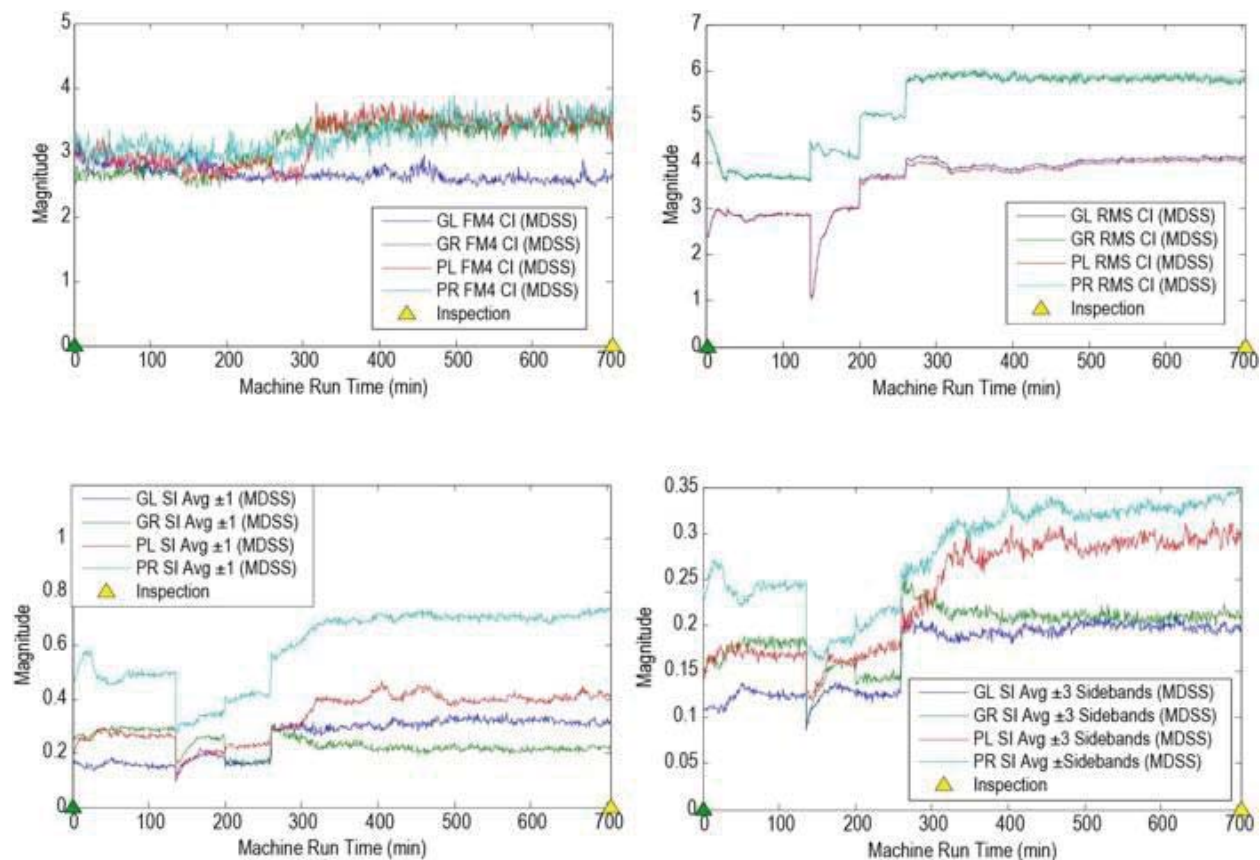 5
4
3
2
1
0
Magnitude
GL FM4 CI (MDSS)
GR FM4 CI (MDSS)
PL FM4 CI (MDSS)
PR FM4 CI (MDSS)
Inspection
0 100 200 300 400 500 600 700
Machine Run Time (min)
7
6
5
4
3
2
1
0
Magnitude
GL RMS CI (MDSS)
GR RMS CI (MDSS)
PL RMS CI (MDSS)
PR RMS CI (MDSS)
Inspection
0 100 200 300 400 500 600 700
Machine Run Time (min)
GL SI Avg ±1 (MDSS)
GR SI Avg ±1 (MDSS)
PL SI Avg ±1 (MDSS)
PR SI Avg ±1 (MDSS)
Inspection
1
0.8
0.6
0.4
0.2
0
Magnitude
0 100 200 300 400 500 600 700
Machine Run Time (min)
0.35
0.3
0.25
0.2
0.15
0.1
0
Magnitude
GL SI Avg ±3 Sidebands (MDSS)
GR SI Avg ±3 Sidebands (MDSS)
PL SI Avg ±3 Sidebands (MDSS)
PR SI Avg ±Sidebands (MDSS)
Inspection
0 100 200 300 400 500 600 700
Machine Run Time (min)